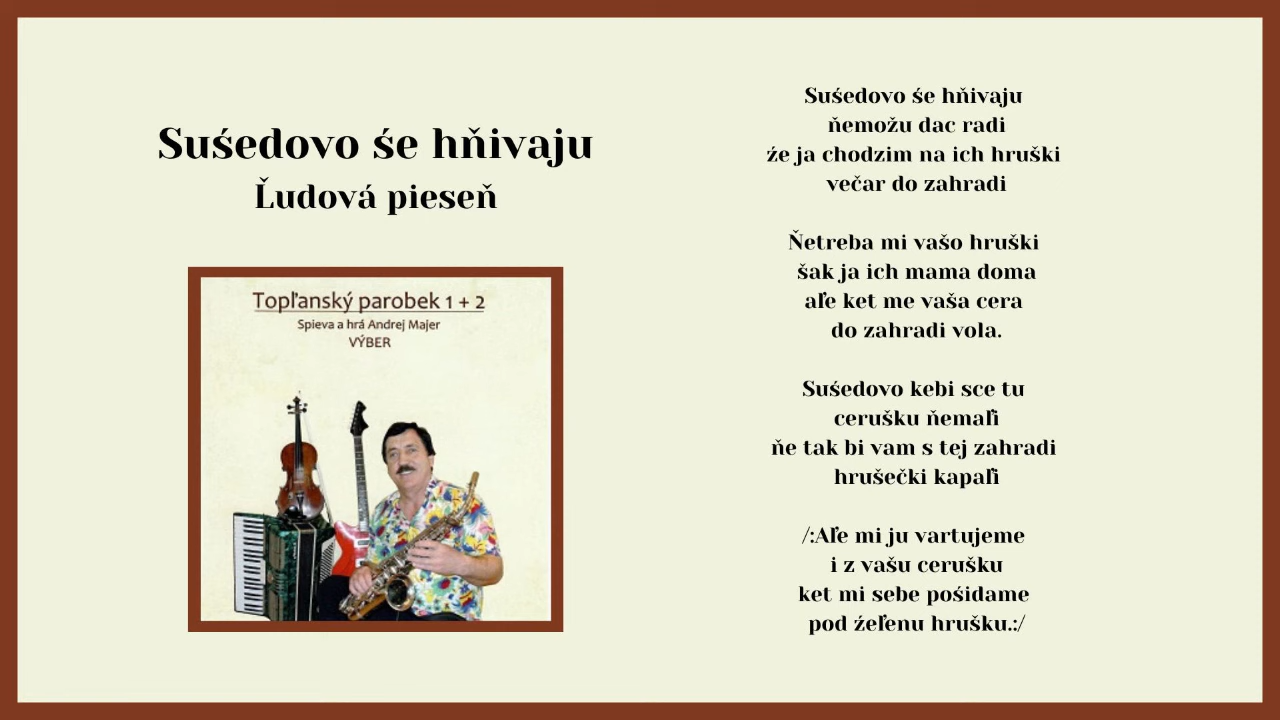 Suśedovo śe hňivaju
Ľudová pieseň
Topľanský parobek 1 + 2
Spieva a hrá Andrej Majer
VÝBER
Suśedovo śe hňivaju
ňemožu dac radi
źe ja chodzim na ich hruški
večar do zahradi
Ňetreba mi vašo hruški
šak ja ich mama doma
aľe ket me vaša cera
do zahradi vola.
Suśedovo kebi sce tu
cerušku ňemaľi
ňe tak bi vam s tej zahradi
hrušečki kapaľi
/:Aľe mi ju vartujeme
i z vašu cerušku
ket mi sebe pośidame
pod źeľenu hrušku.:/